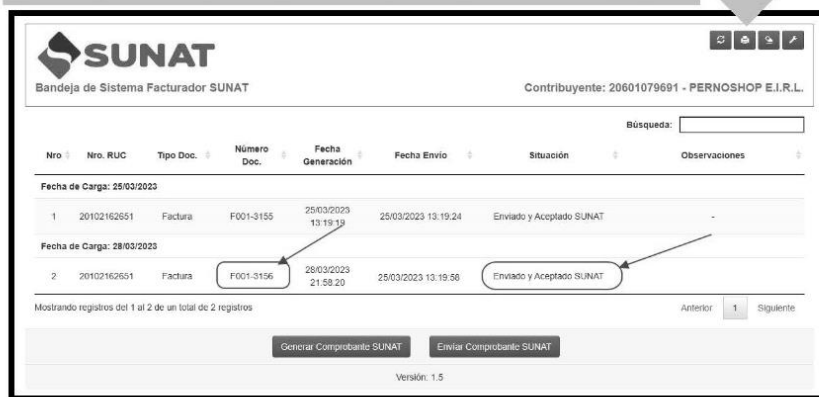 SUNAT
Bandeja de Sistema Facturador SUNAT
Contribuyente: 20601079691 - PERNOSHOP E.I.R.L.
Búsqueda:
Nro Nro. RUC Tipo Doc. Número Doc. Fecha Generación Fecha Envío Situación Observaciones
Fecha de Carga: 25/03/2023
1 20102162651 Factura F001-3155 25/03/2023 13:19:19 25/03/2023 13:19:24 Enviado y Aceptado SUNAT -
Fecha de Carga: 28/03/2023
2 20102162651 Factura F001-3156 28/03/2023 21:58:20 25/03/2023 13:19:58 Enviado y Aceptado SUNAT
Mostrando registros del 1 al 2 de un total de 2 registros
Anterior 1 Siguiente
Generar Comprobante SUNAT Enviar Comprobante SUNAT
Versión: 1.5